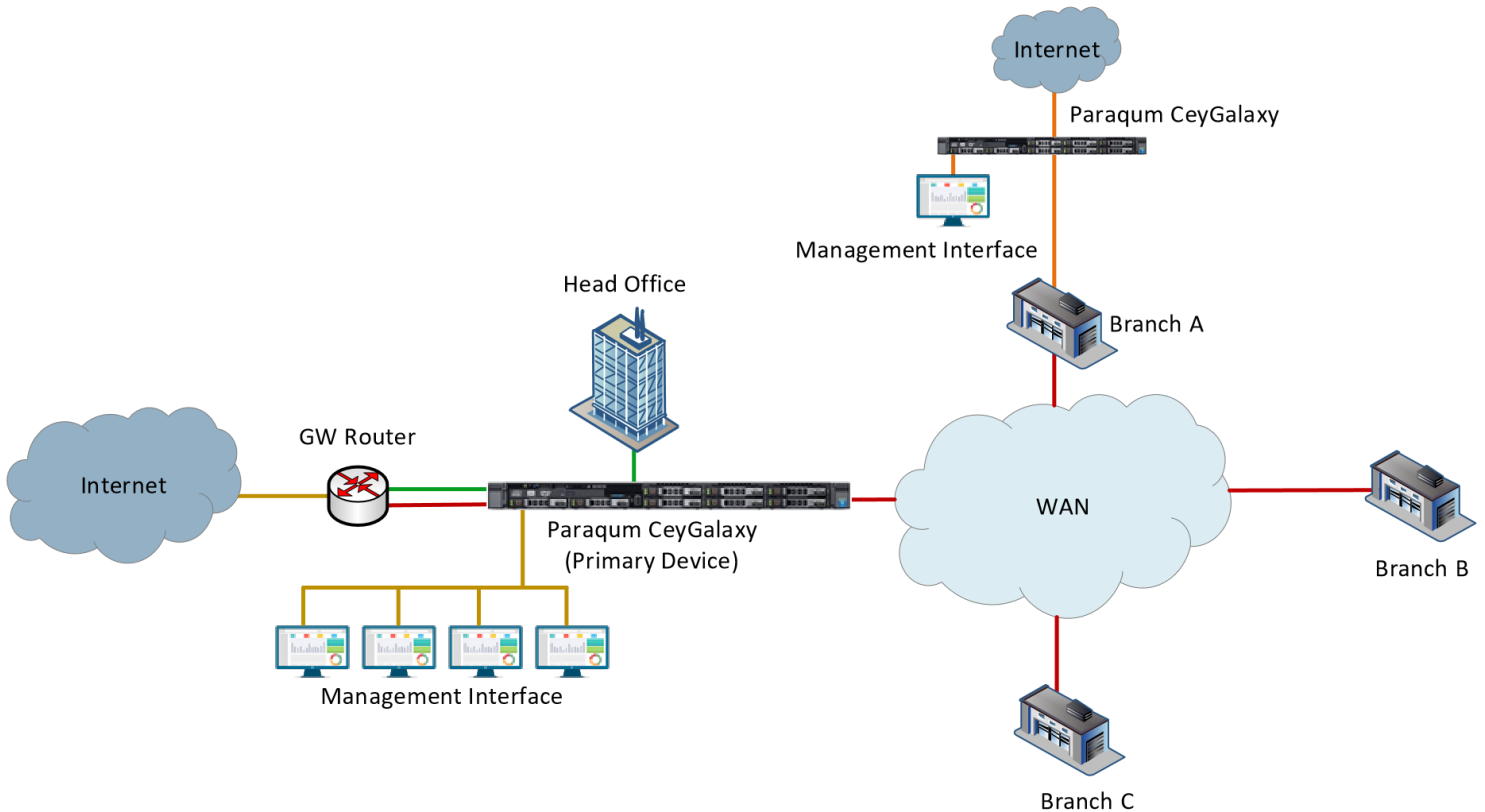 Internet
Paraqum CeyGalaxy
Management Interface
Head Office
Branch A
GW Router
Internet
WAN
Paraqum CeyGalaxy
(Primary Device)
Branch B
Management Interface
Branch C